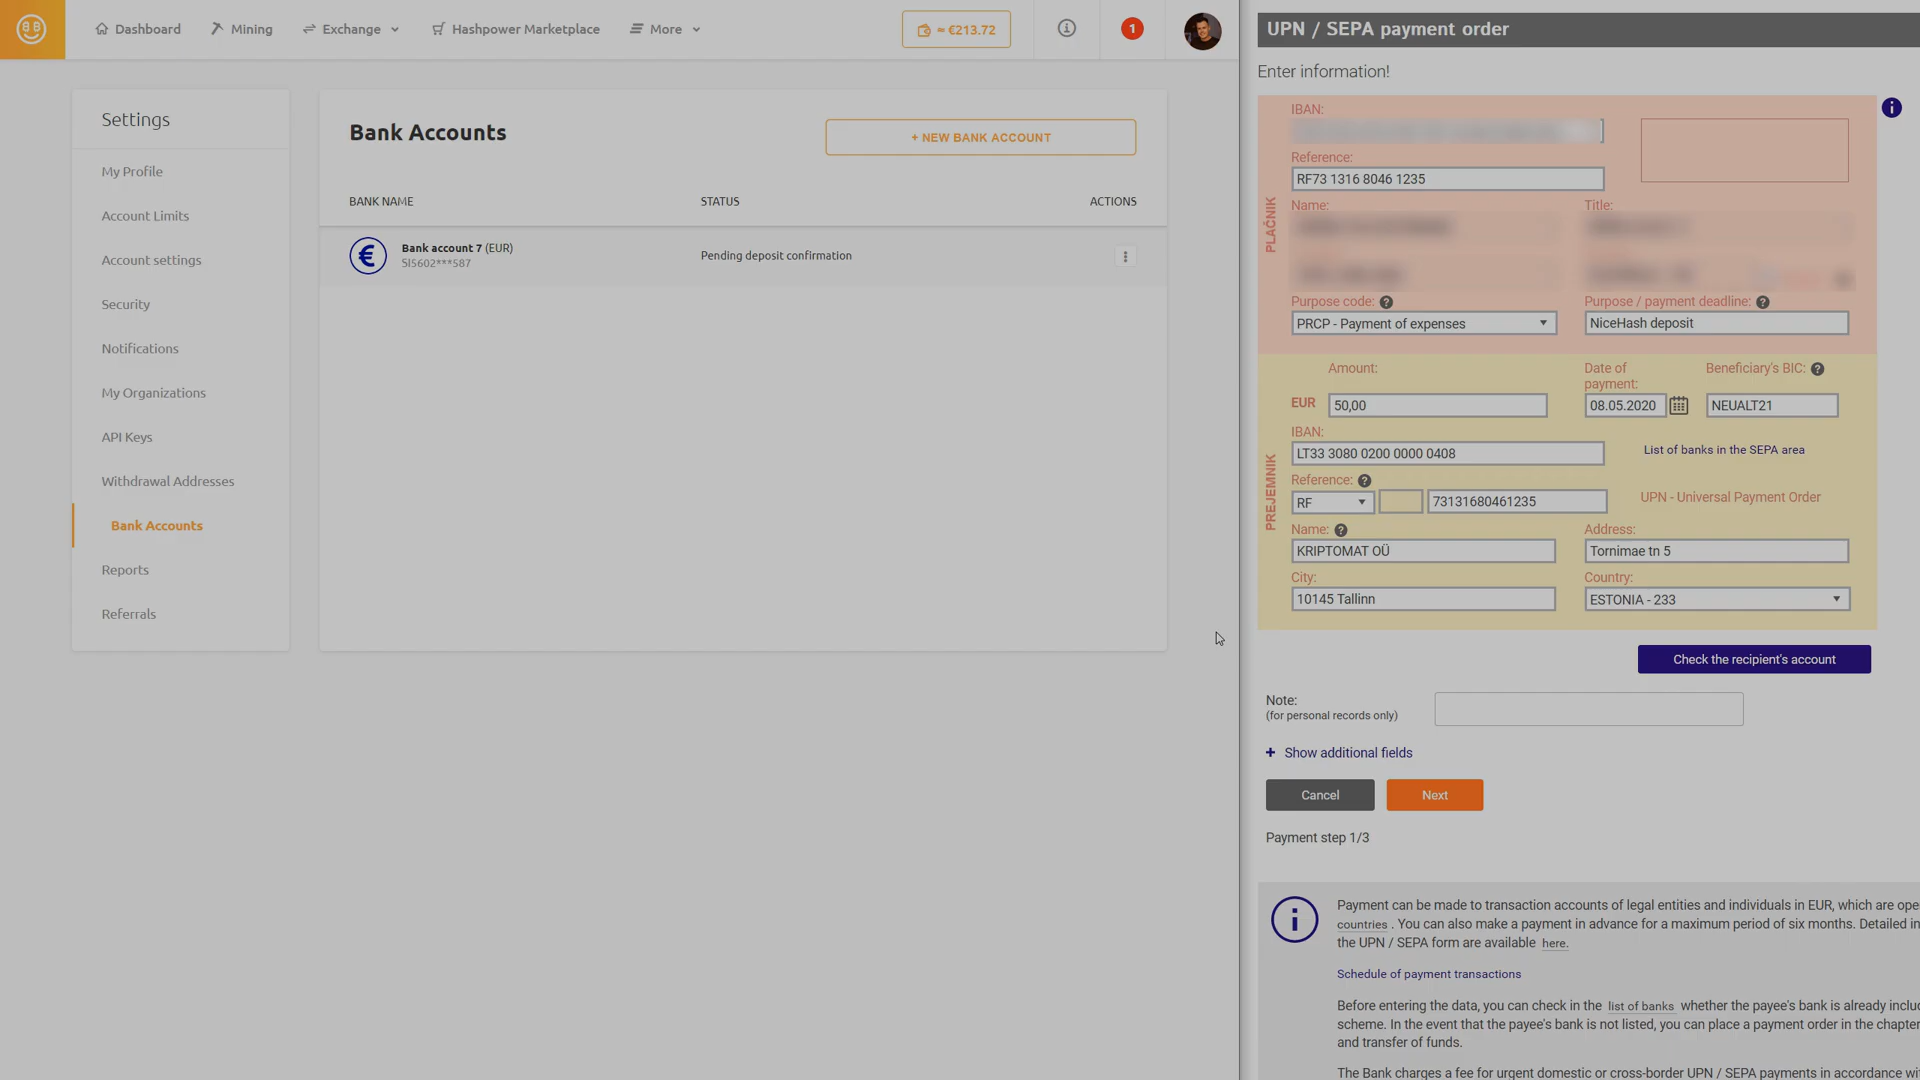 Dashboard
Mining
Exchange
Hashpower Marketplace
More
≈ €213.72
1
Settings
My Profile
Account Limits
Account settings
Security
Notifications
My Organizations
API Keys
Withdrawal Addresses
Bank Accounts
Reports
Referrals
Bank Accounts
+ NEW BANK ACCOUNT
BANK NAME STATUS ACTIONS
Bank account 7 (EUR) Pending deposit confirmation
SI5602***587
UPN / SEPA payment order
Enter information!
PLAČNIK
IBAN:
Reference:
RF73 1316 8046 1235
Name: Title:
Purpose code: Purpose / payment deadline:
PRCP - Payment of expenses NiceHash deposit
PREJEMNIK
Amount: Date of payment: Beneficiary's BIC:
EUR 50,00 08.05.2020 NEUALT21
IBAN:
LT33 3080 0200 0000 0408 List of banks in the SEPA area
Reference:
RF 73131680461235 UPN - Universal Payment Order
Name: Address:
KRIPTOMAT OÜ Tornimae tn 5
City: Country:
10145 Tallinn ESTONIA - 233
Check the recipient's account
Note:
(for personal records only)
+ Show additional fields
Cancel Next
Payment step 1/3
Payment can be made to transaction accounts of legal entities and individuals in EUR, which are ope
countries . You can also make a payment in advance for a maximum period of six months. Detailed in
the UPN / SEPA form are available here.
Schedule of payment transactions
Before entering the data, you can check in the list of banks whether the payee's bank is already inclu
scheme. In the event that the payee's bank is not listed, you can place a payment order in the chapter
and transfer of funds.
The Bank charges a fee for urgent domestic or cross-border UPN / SEPA payments in accordance wi